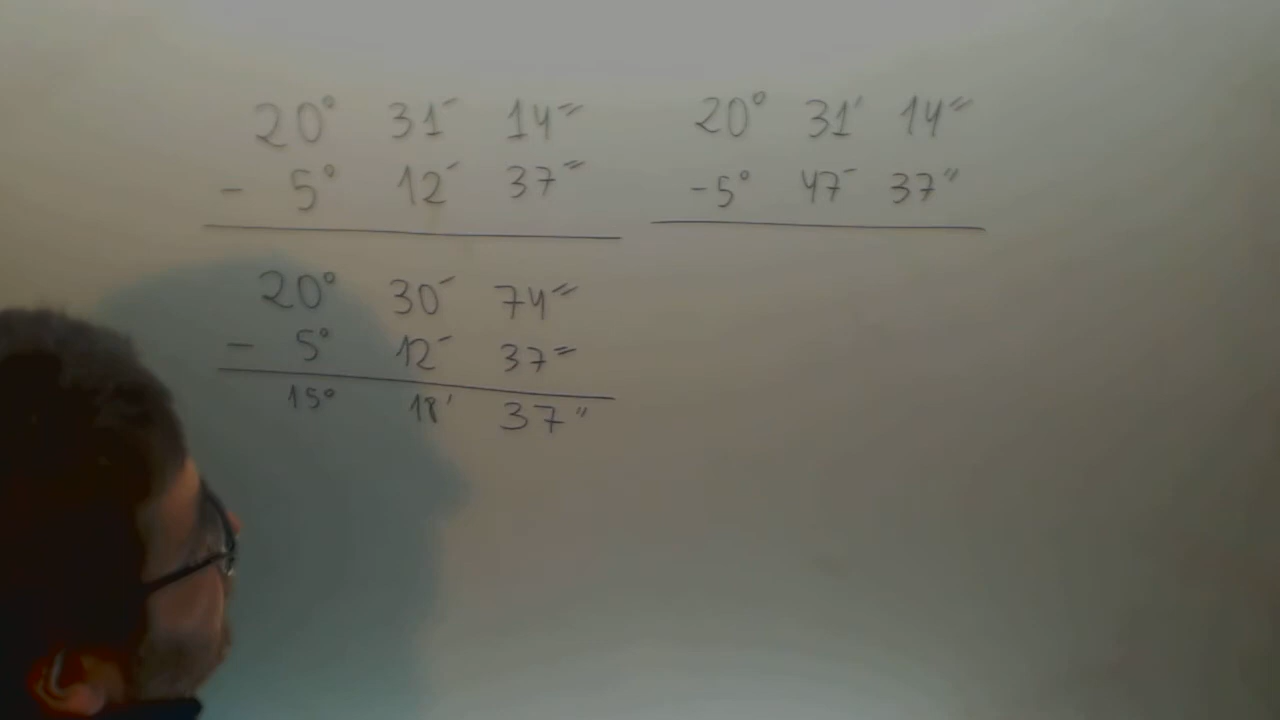 20° 31′ 14″
- 5° 12′ 37″
20° 30′ 74″
- 5° 12′ 37″
15° 18′ 37″
20° 31′ 14″
-5° 47′ 37″